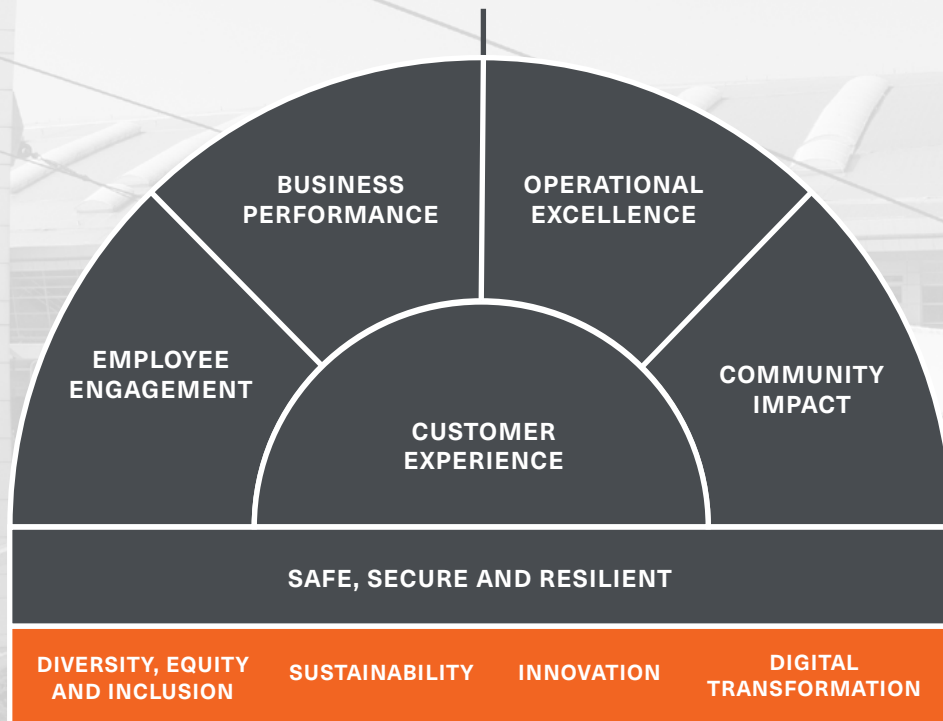 BUSINESS
PERFORMANCE
OPERATIONAL
EXCELLENCE
EMPLOYEE
ENGAGEMENT
COMMUNITY
IMPACT
CUSTOMER
EXPERIENCE
SAFE, SECURE AND RESILIENT
DIVERSITY, EQUITY
AND INCLUSION
SUSTAINABILITY
INNOVATION
DIGITAL
TRANSFORMATION